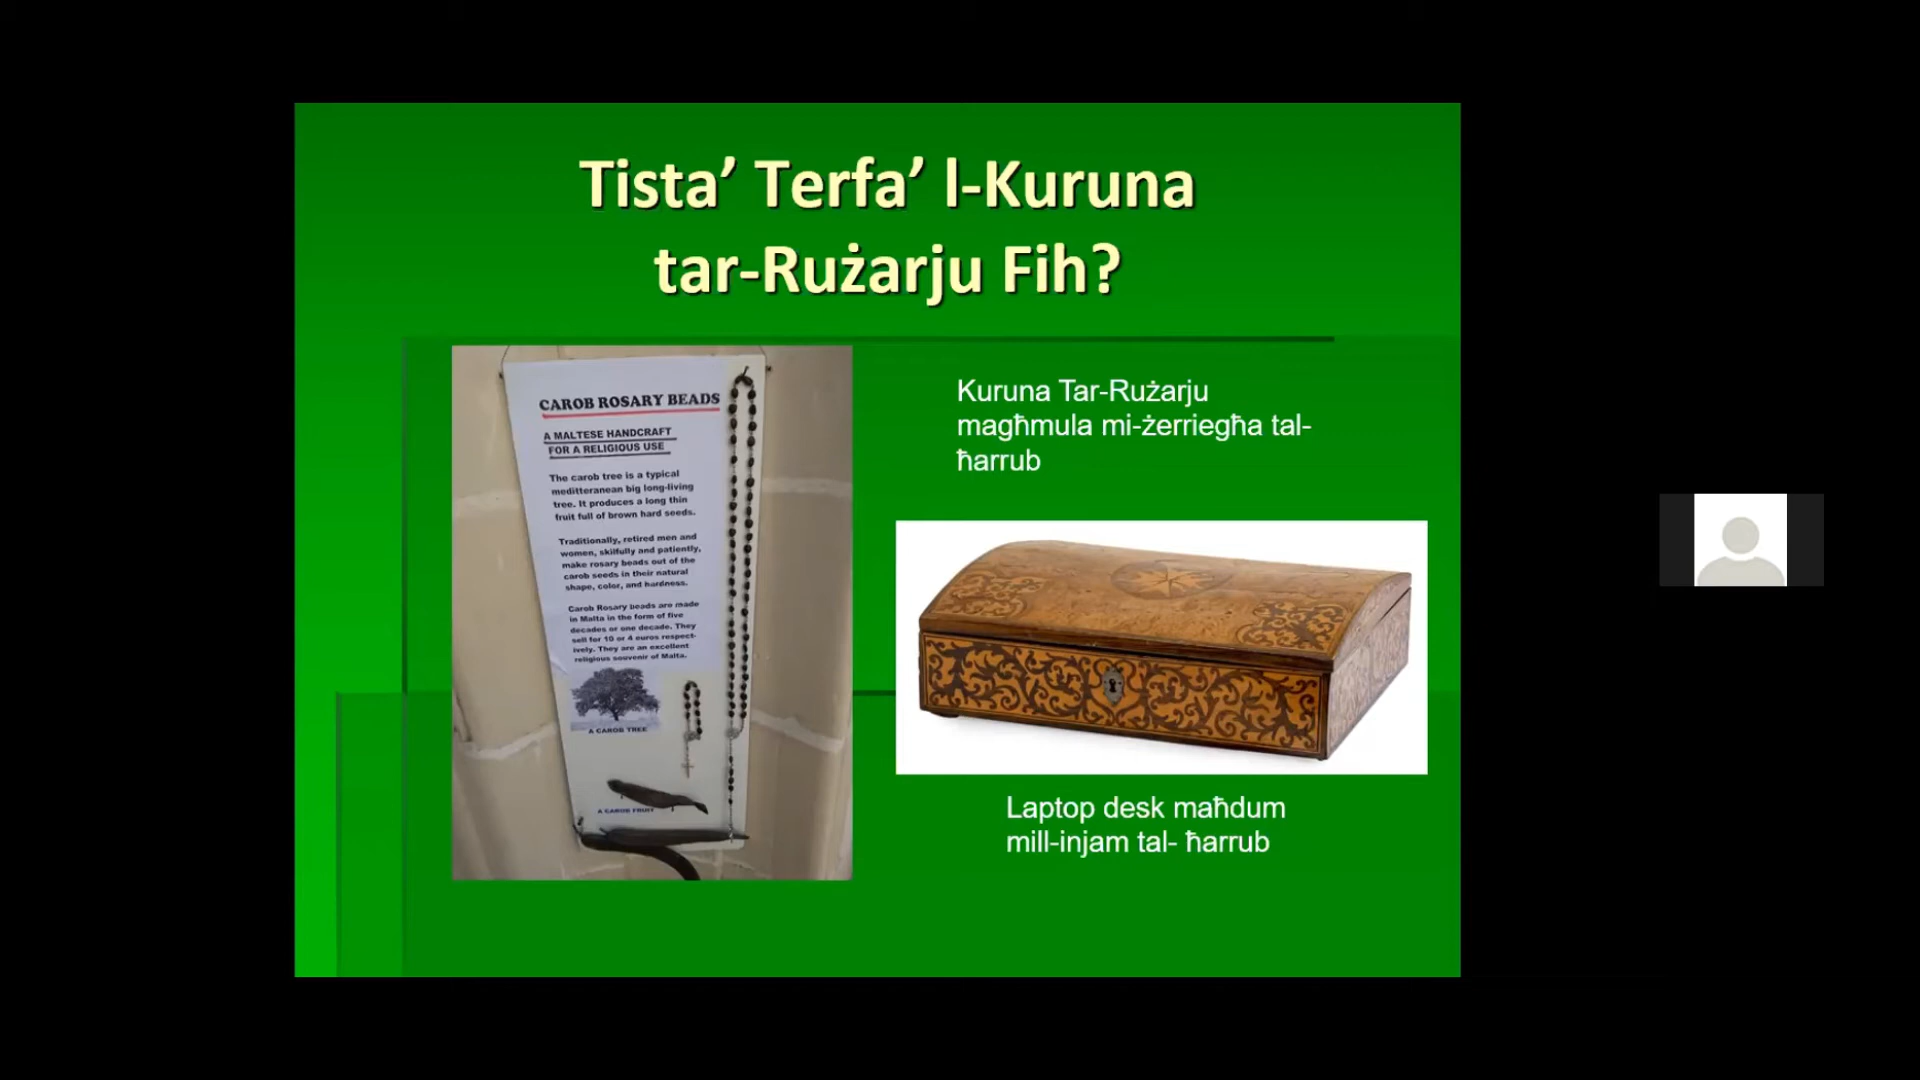 Tista’ Terfa’ l-Kuruna
tar-Rużarju Fih?
CAROB ROSARY BEADS
A MALTESE HANDCRAFT
FOR A RELIGIOUS USE
The carob tree is a typical
meditteranean big long-living
tree. It produces a long thin
fruit full of brown hard seeds.
Traditionally, retired men and
women, skilfully and patiently,
make rosary beads out of the
carob seeds in their natural
shape, color, and hardness.
Carob Rosary beads are made
in Malta in the form of five
decades or one decade. They
sell for 10 or 4 euros respect-
ively. They are an excellent
religious souvenir of Malta.
A CAROB TREE
A CAROB FRUIT
Kuruna Tar-Rużarju
magħmula mi-żerriegħa tal-
ħarrub
Laptop desk maħdum
mill-injam tal- ħarrub